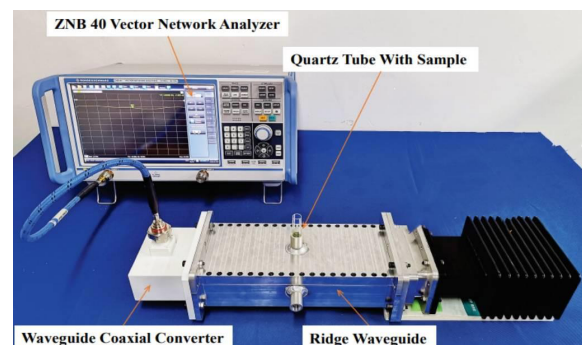 ZNB 40 Vector Network Analyzer
Quartz Tube With Sample
Waveguide Coaxial Converter
Ridge Waveguide